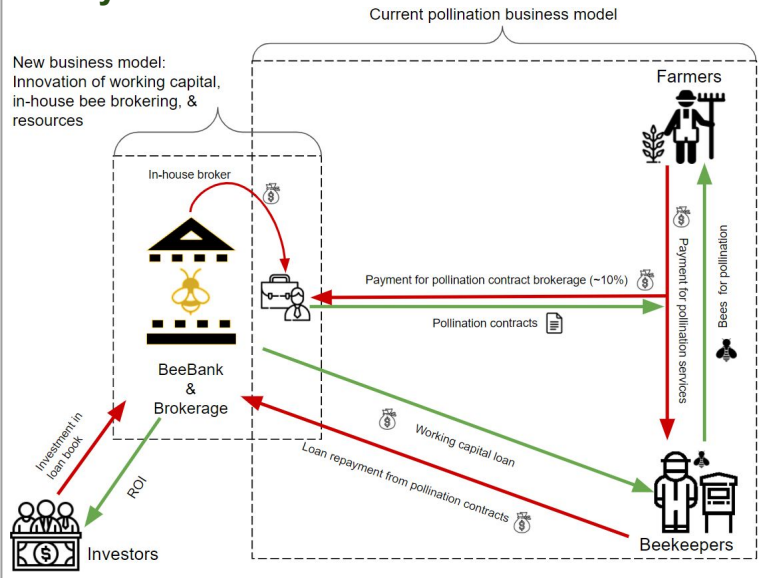 Current pollination business model
New business model:
Innovation of working capital,
in-house bee brokering, &
resources
Farmers
In-house broker
$
$
Payment for pollination contract brokerage (~10%)
$
Pollination contracts
Payment for pollination services
Bees for pollination
BeeBank
&
Brokerage
$
Working capital loan
Loan repayment from pollination contracts
$
Investment in
loan book
ROI
$
Investors
Beekeepers